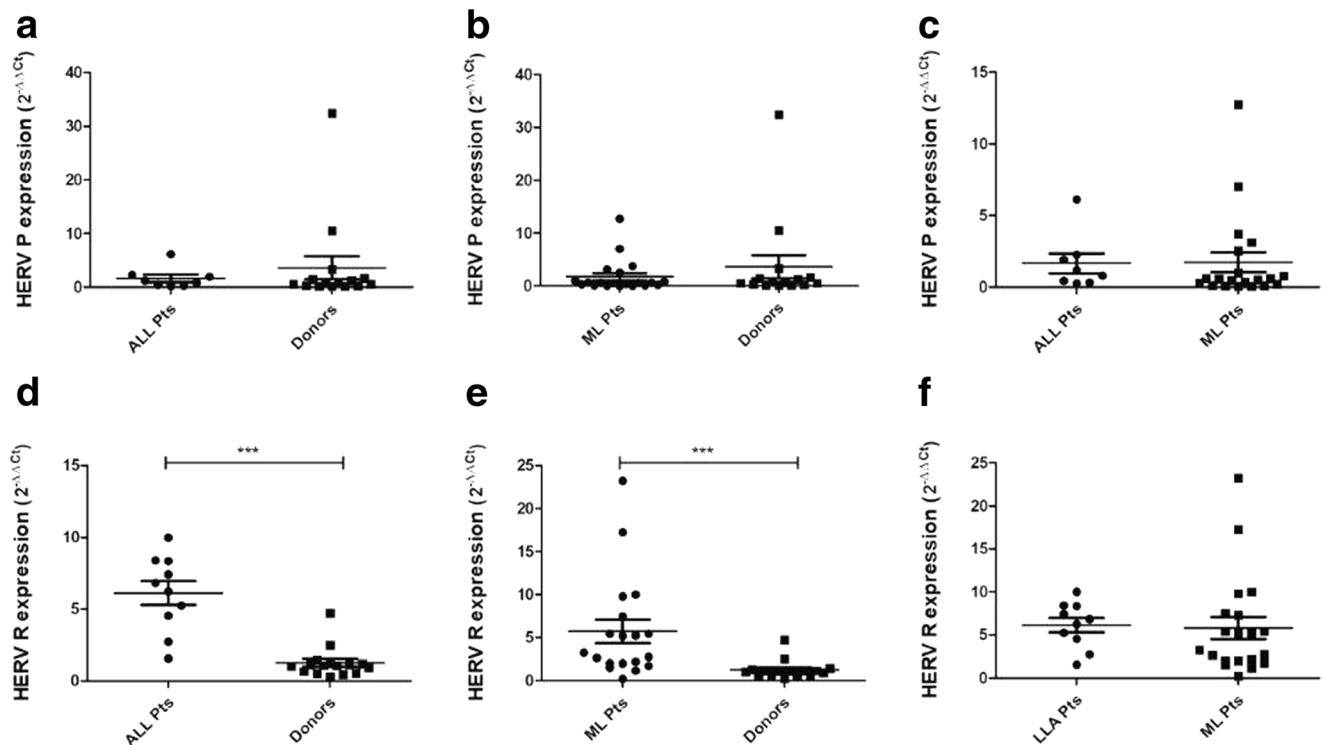 a
HERV P expression (2-ΔΔCt)
40
30
20
10
0
ALL Pts
Donors
b
HERV P expression (2-ΔΔCt)
40
30
20
10
0
ML Pts
Donors
c
HERV P expression (2-ΔΔCt)
15
10
5
0
ALL Pts
ML Pts
d
HERV R expression (2-ΔΔCt)
15
10
5
0
***
ALL Pts
Donors
e
HERV R expression (2-ΔΔCt)
25
20
15
10
5
0
***
ML Pts
Donors
f
HERV R expression (2-ΔΔCt)
25
20
15
10
5
0
LLA Pts
ML Pts